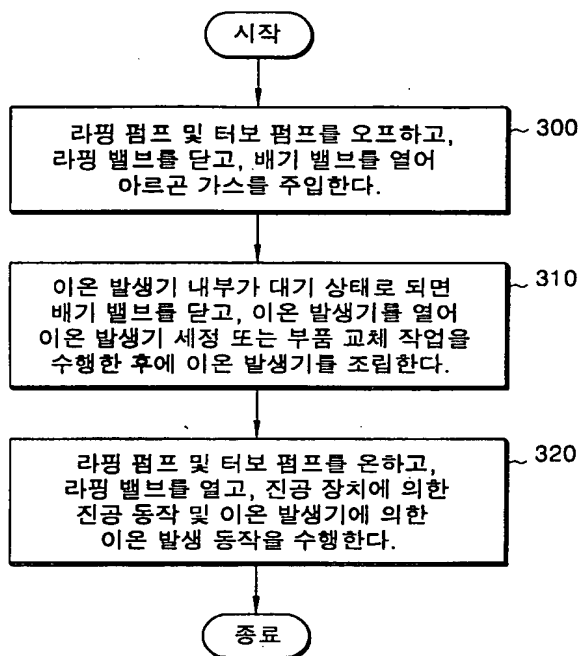 시작
라핑 펌프 및 터보 펌프를 오프하고,
라핑 밸브를 닫고, 배기 밸브를 열어
아르곤 가스를 주입한다.
300
이온 발생기 내부가 대기 상태로 되면
배기 밸브를 닫고, 이온 발생기를 열어
이온 발생기 세정 또는 부품 교체 작업을
수행한 후에 이온 발생기를 조립한다.
310
라핑 펌프 및 터보 펌프를 온하고,
라핑 밸브를 열고, 진공 장치에 의한
진공 동작 및 이온 발생기에 의한
이온 발생 동작을 수행한다.
320
종료